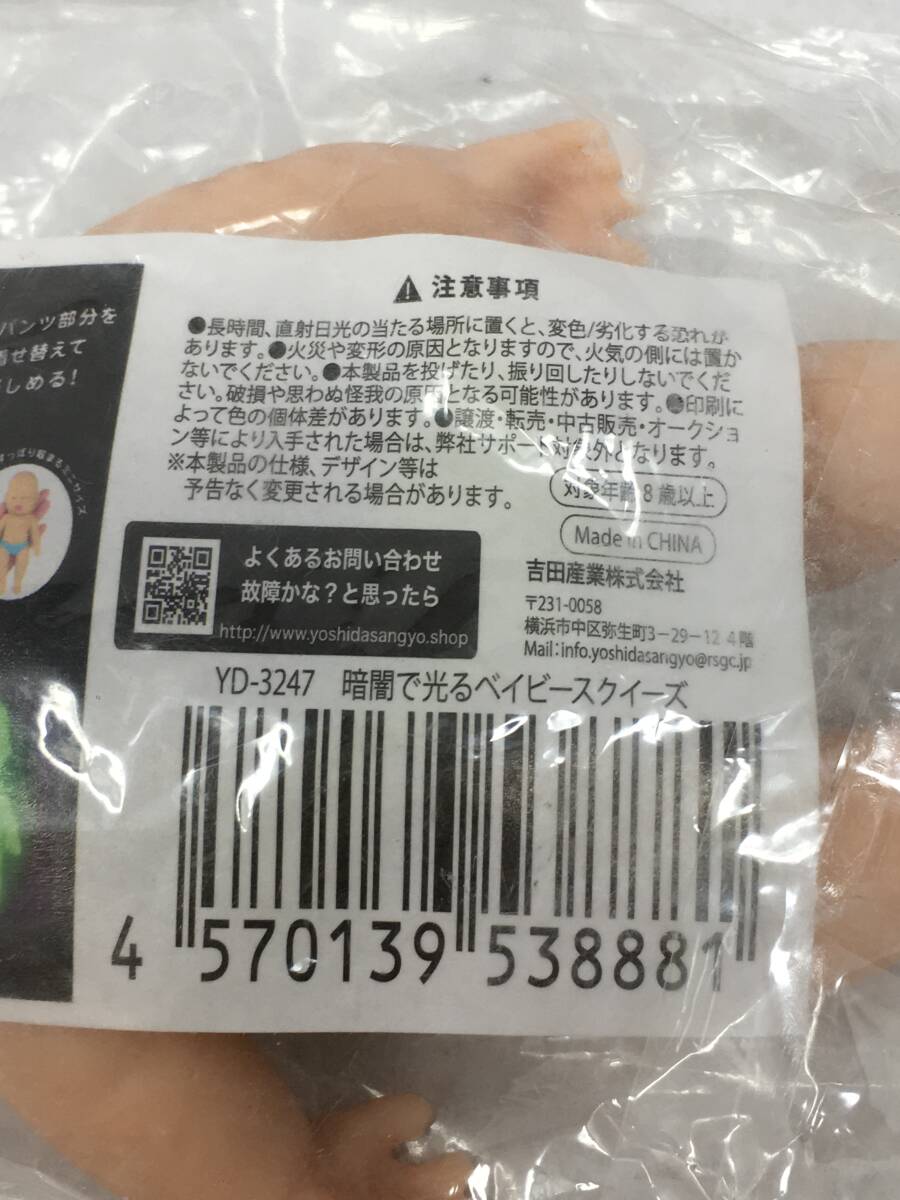 パンツ部分を
着せ替えて
しめる!
すっぽり収まるミニサイズ
注意事項
●長時間、直射日光の当たる場所に置くと、変色/劣化する恐れが
あります。●火災や変形の原因となりますので、火気の側には置か
ないでください。●本製品を投げたり、振り回したりしないでくだ
さい。破損や思わぬ怪我の原因となる可能性があります。●印刷に
よって色の個体差があります。●譲渡・転売・中古販売・オークショ
ン等により入手された場合は、弊社サポート対象外となります。
※本製品の仕様、デザイン等は
予告なく変更される場合があります。
対象年齢8歳以上
Made in CHINA
よくあるお問い合わせ
故障かな?と思ったら
http://www.yoshidasangyo.shop
吉田産業株式会社
〒231-0058
横浜市中区弥生町3-29-12 4階
Mail:info.yoshidasangyo@rsgc.jp
YD-3247 暗闇で光るベイビースクイーズ
4 570139 538881